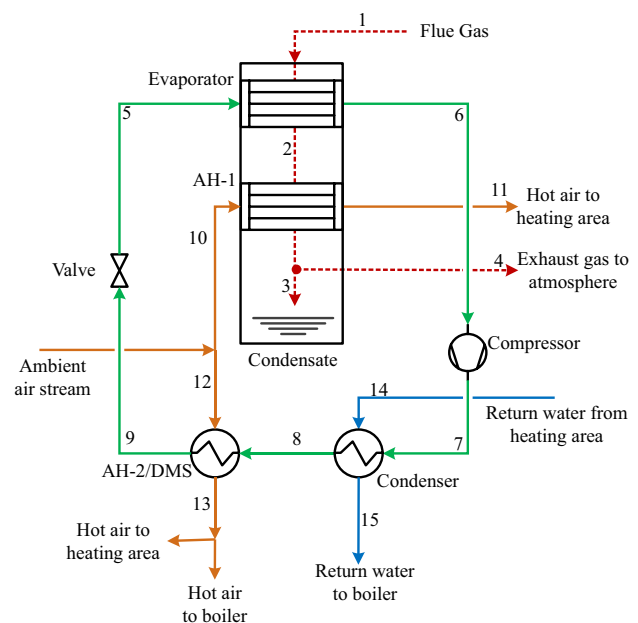 1
Flue Gas
Evaporator
5
6
2
AH-1
11
Hot air to
heating area
10
4
Exhaust gas to
atmosphere
Valve
3
Compressor
Condensate
Ambient
air stream
12
14
Return water from
heating area
9
8
7
AH-2/DMS
Condenser
13
15
Hot air to
heating area
Hot air
to boiler
Return water
to boiler